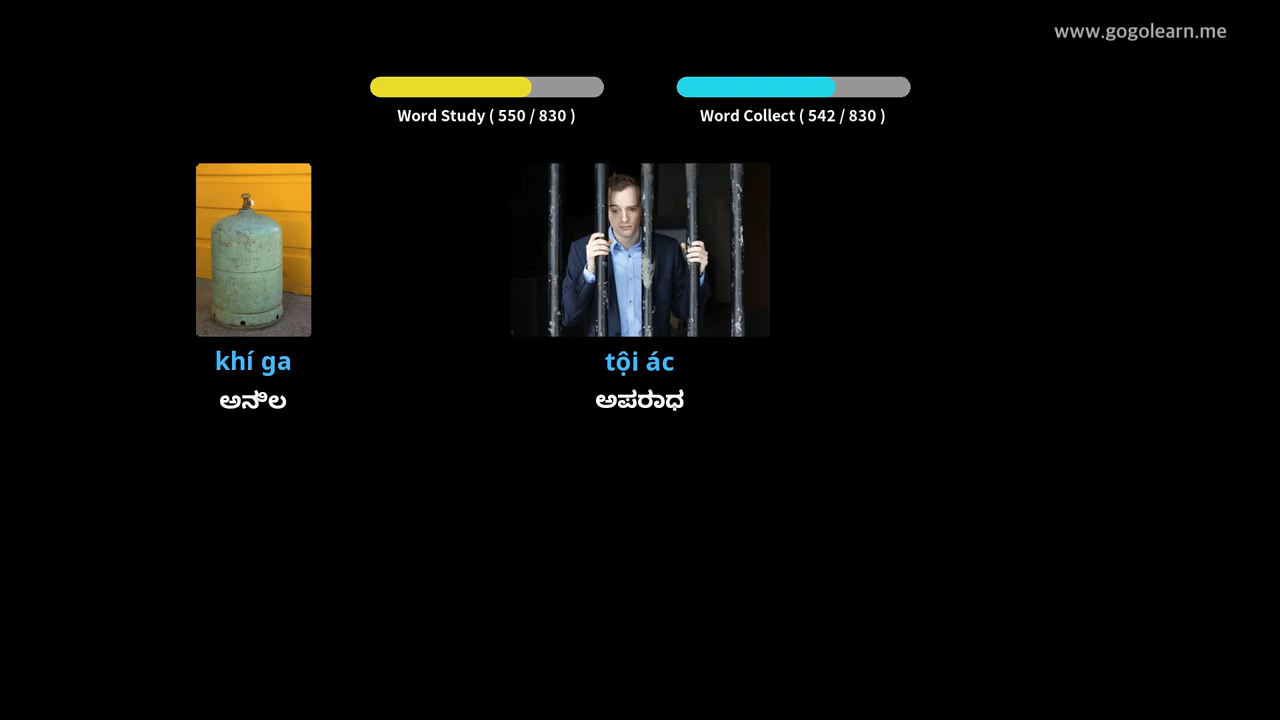 www.gogolearn.me
Word Study ( 550 / 830 )
Word Collect ( 542 / 830 )
khí ga
ಅನಿಲ
tội ác
ಅಪರಾಧ